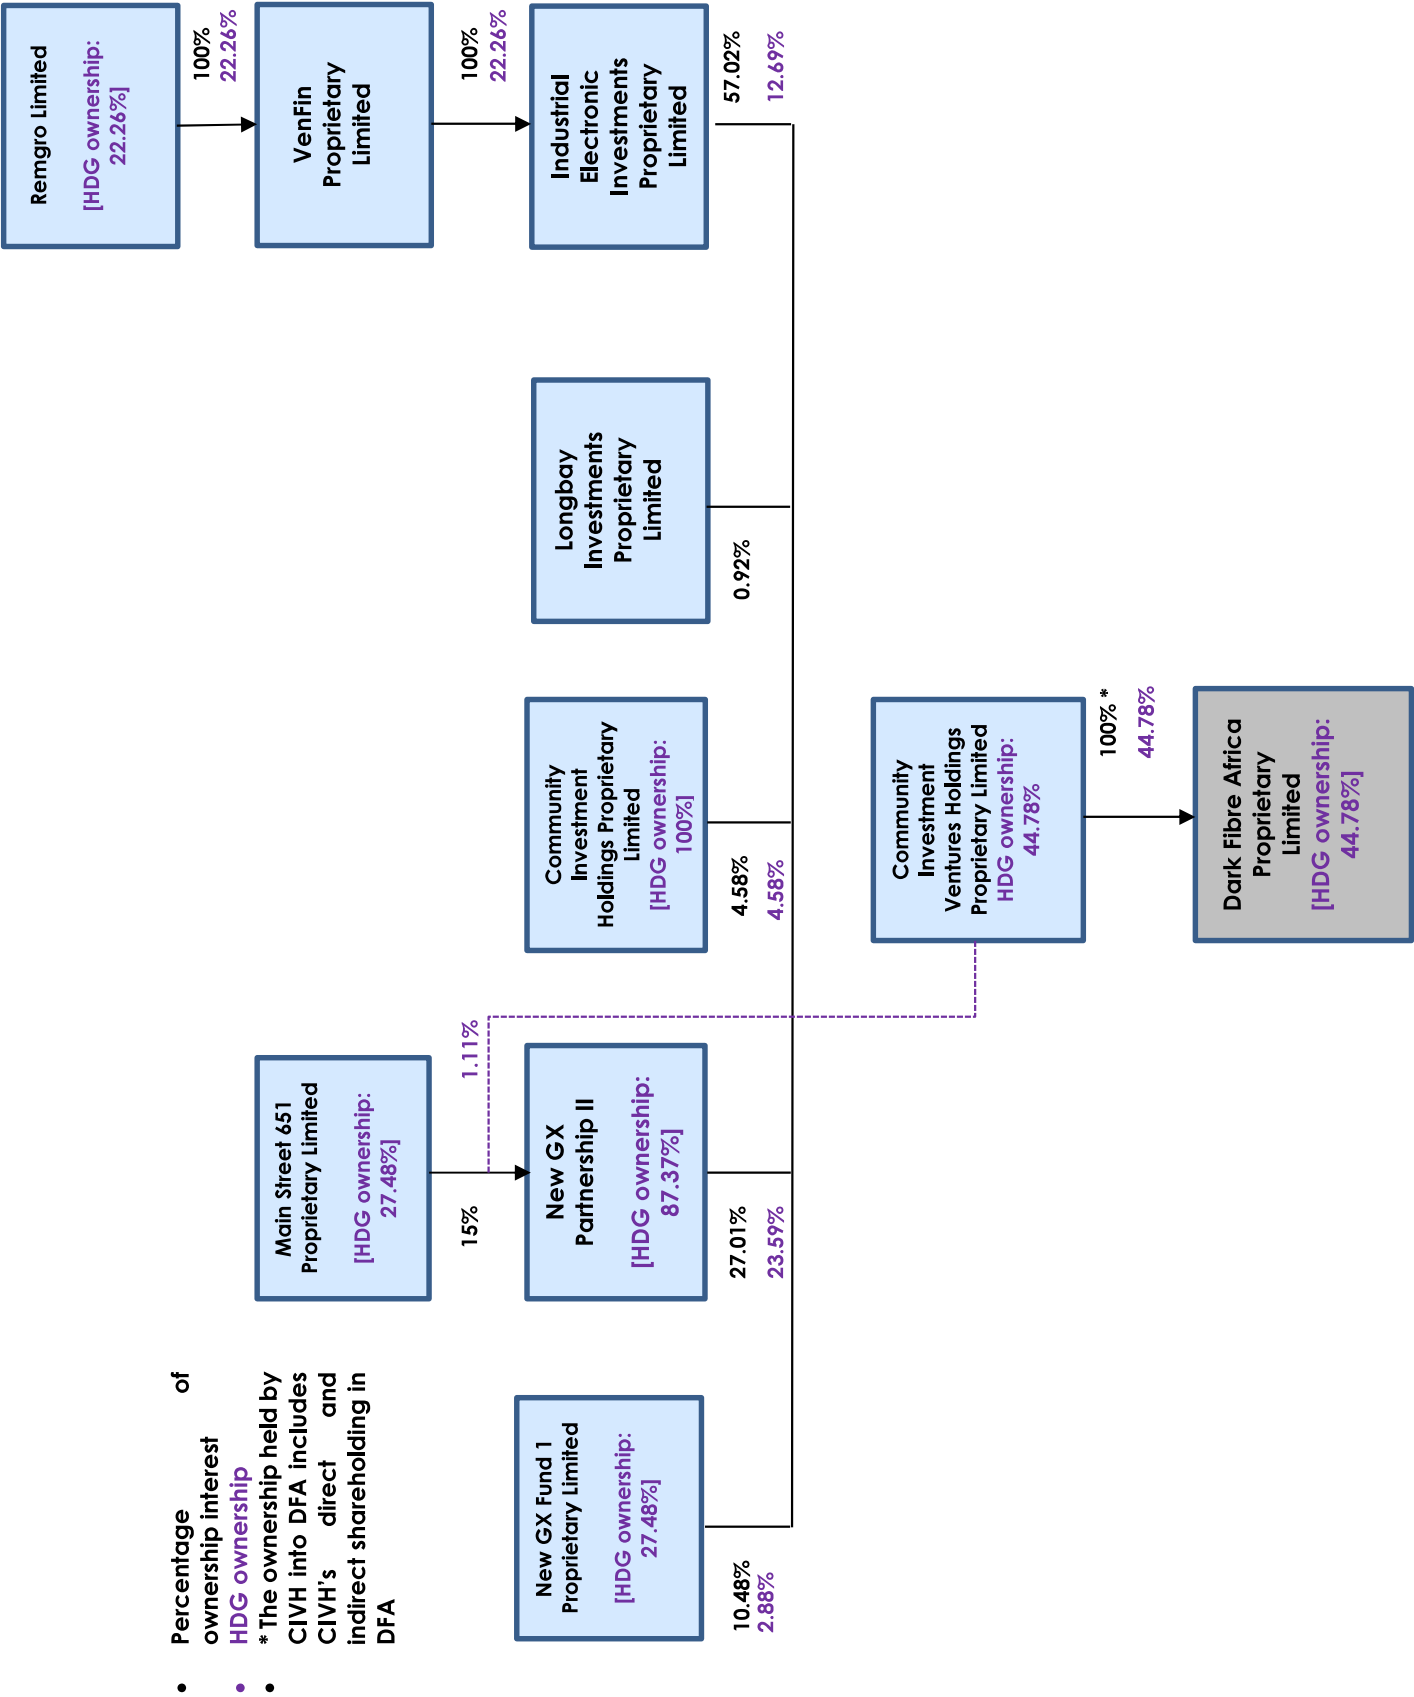 Percentage of
ownership interest
HDG ownership
* The ownership held by
CIVH into DFA includes
CIVH's direct and
indirect shareholding in
DFA
Remgro Limited
[HDG ownership:
22.26%]
100%
22.26%
VenFin
Proprietary
Limited
100%
22.26%
Main Street 651
Proprietary Limited
[HDG ownership:
27.48%]
15%
1.11%
New GX Fund 1
Proprietary Limited
[HDG ownership:
27.48%]
10.48%
2.88%
New GX
Partnership II
[HDG ownership:
87.37%]
27.01%
23.59%
Community
Investment
Holdings Proprietary
Limited
[HDG ownership:
100%]
4.58%
4.58%
Longbay
Investments
Proprietary
Limited
0.92%
Industrial
Electronic
Investments
Proprietary
Limited
57.02%
12.69%
Community
Investment
Ventures Holdings
Proprietary Limited
HDG ownership:
44.78%
100% *
44.78%
Dark Fibre Africa
Proprietary
Limited
[HDG ownership:
44.78%]